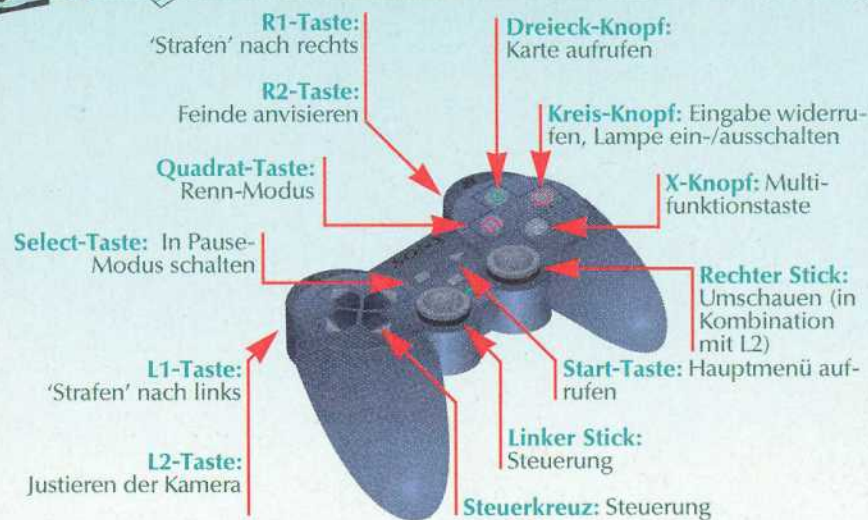 R1-Taste:
'Strafen' nach rechts
Dreieck-Knopf:
Karte aufrufen
R2-Taste:
Feinde anvisieren
Kreis-Knopf: Eingabe widerru-
fen, Lampe ein-/ausschalten
Quadrat-Taste:
Renn-Modus
X-Knopf: Multi-
funktionstaste
Select-Taste: In Pause-
Modus schalten
Rechter Stick:
Umschauen (in
Kombination
mit L2)
L1-Taste:
'Strafen' nach links
Start-Taste: Hauptmenü auf-
rufen
Linker Stick:
Steuerung
L2-Taste:
Justieren der Kamera
Steuerkreuz: Steuerung